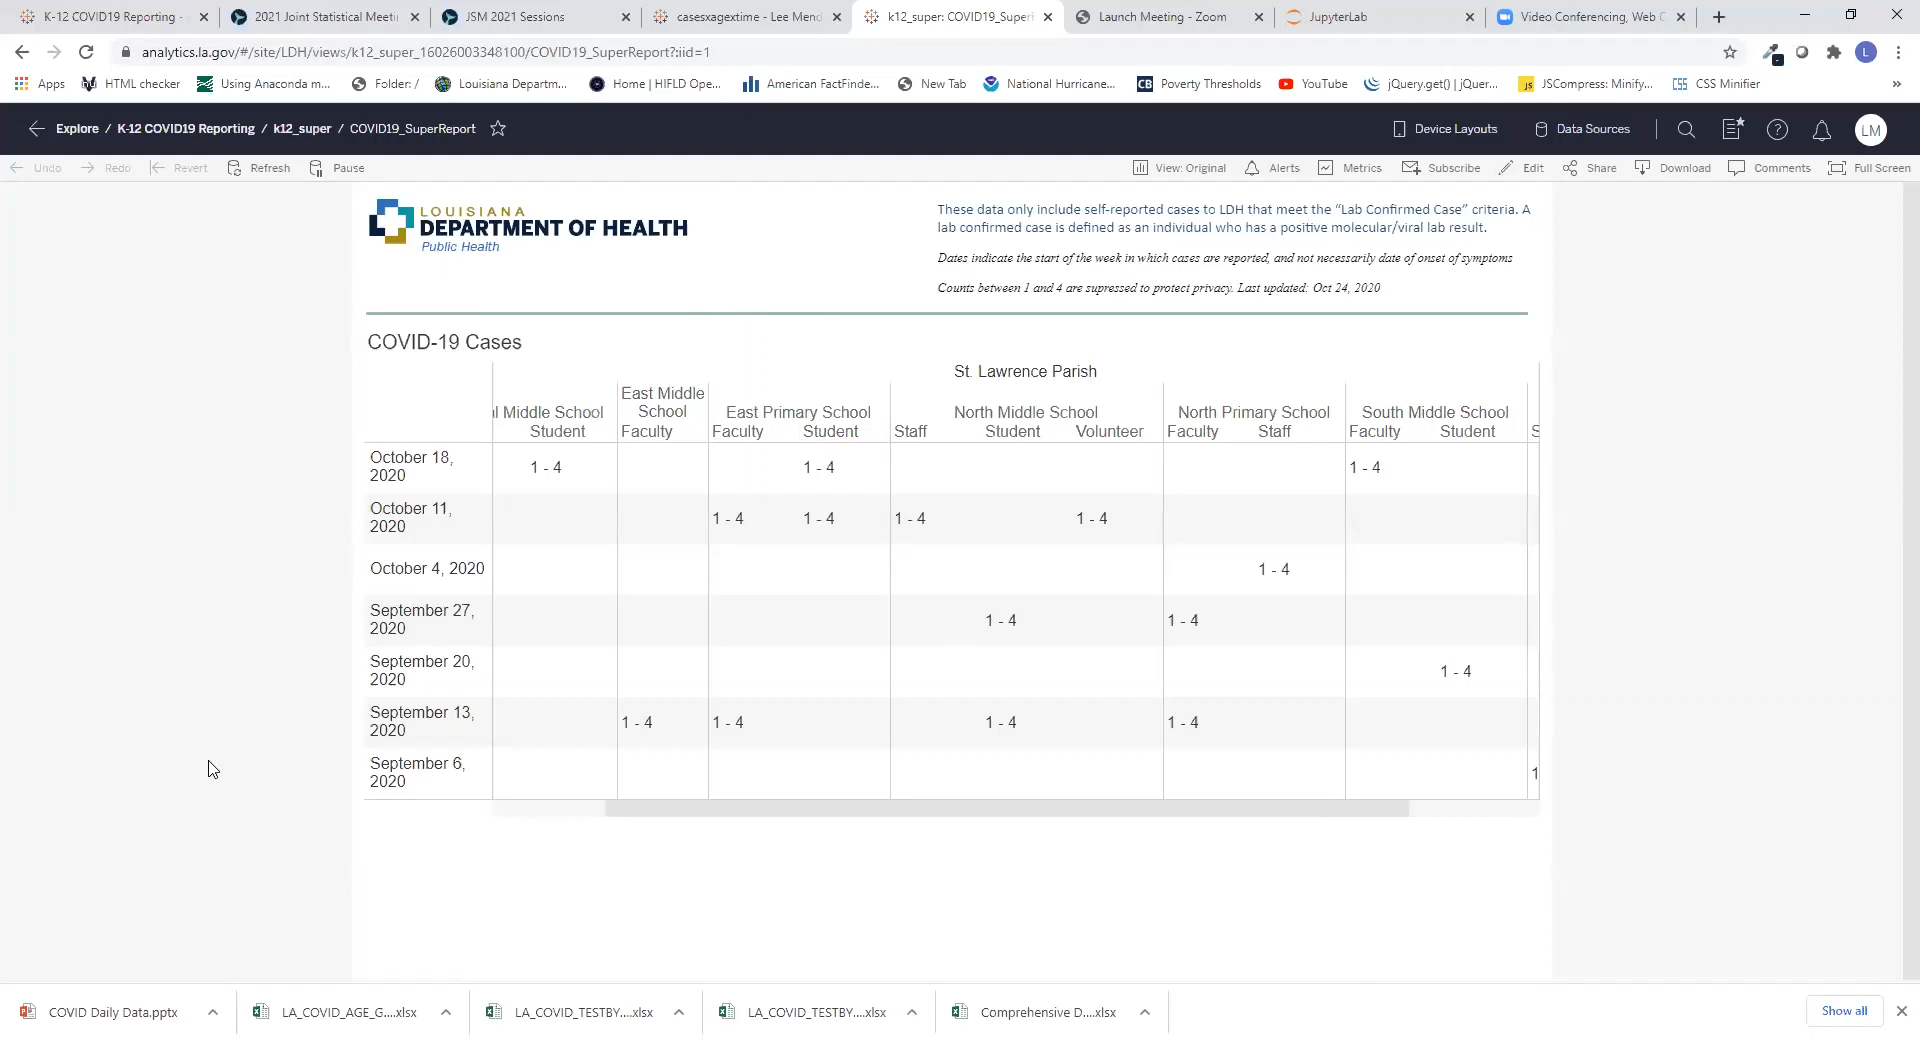 K-12 COVID19 Reporting - 
2021 Joint Statistical Meeti
JSM 2021 Sessions
casesxagextime - Lee Mend
k12_super: COVID19_Superi
Launch Meeting - Zoom
JupyterLab
Video Conferencing, Web C
analytics.la.gov/#/site/LDH/views/k12_super_16026003348100/COVID19_SuperReport?:iid=1
L
Apps
HTML checker
Using Anaconda m...
Folder: /
Louisiana Departm...
Home | HIFLD Ope...
American FactFinde...
New Tab
National Hurricane...
CB Poverty Thresholds
YouTube
jQuery.get() | jQuer...
JS JSCompress: Minify...
CSS Minifier
»
Explore / K-12 COVID19 Reporting / k12_super / COVID19_SuperReport
Device Layouts
Data Sources
LM
Undo
Redo
Revert
Refresh
Pause
View: Original
Alerts
Metrics
Subscribe
Edit
Share
Download
Comments
Full Screen
LOUISIANA
DEPARTMENT OF HEALTH
Public Health
These data only include self-reported cases to LDH that meet the “Lab Confirmed Case” criteria. A
lab confirmed case is defined as an individual who has a positive molecular/viral lab result.
Dates indicate the start of the week in which cases are reported, and not necessarily date of onset of symptoms
Counts between 1 and 4 are supressed to protect privacy. Last updated: Oct 24, 2020
COVID-19 Cases
St. Lawrence Parish
l Middle School
East Middle
School
East Primary School
North Middle School
North Primary School
South Middle School
Student
Faculty
Faculty Student
Staff Student Volunteer
Faculty Staff
Faculty Student
S
October 18,
2020
1 - 4 1 - 4 1 - 4
October 11,
2020
1 - 4 1 - 4 1 - 4 1 - 4
October 4, 2020
1 - 4
September 27,
2020
1 - 4 1 - 4
September 20,
2020
1 - 4
September 13,
2020
1 - 4 1 - 4 1 - 4 1 - 4
September 6,
2020
1
COVID Daily Data.pptx
LA_COVID_AGE_G....xlsx
LA_COVID_TESTBY....xlsx
LA_COVID_TESTBY....xlsx
Comprehensive D....xlsx
Show all